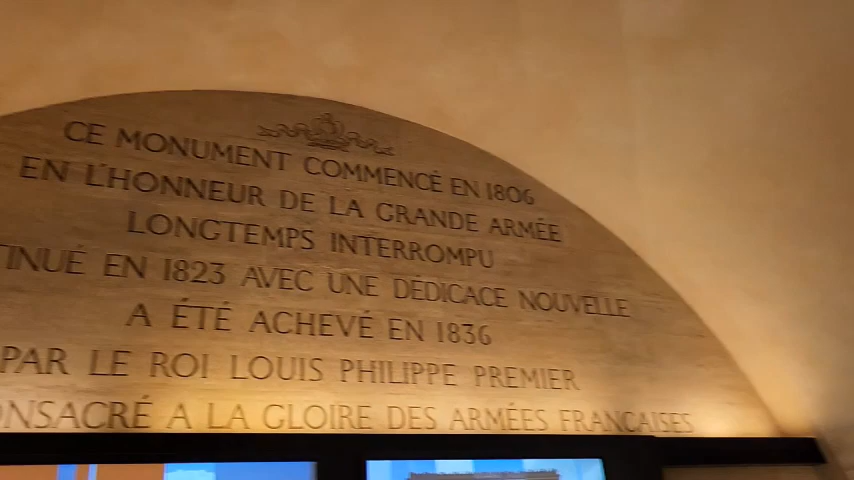 CE MONUMENT COMMENCÉ EN 1806
EN L'HONNEUR DE LA GRANDE ARMÉE
LONGTEMPS INTERROMPU
TINUÉ EN 1823 AVEC UNE DÉDICACE NOUVELLE
A ÉTÉ ACHEVÉ EN 1836
PAR LE ROI LOUIS PHILIPPE PREMIER
ONSACRÉ A LA GLOIRE DES ARMÉES FRANÇAISES